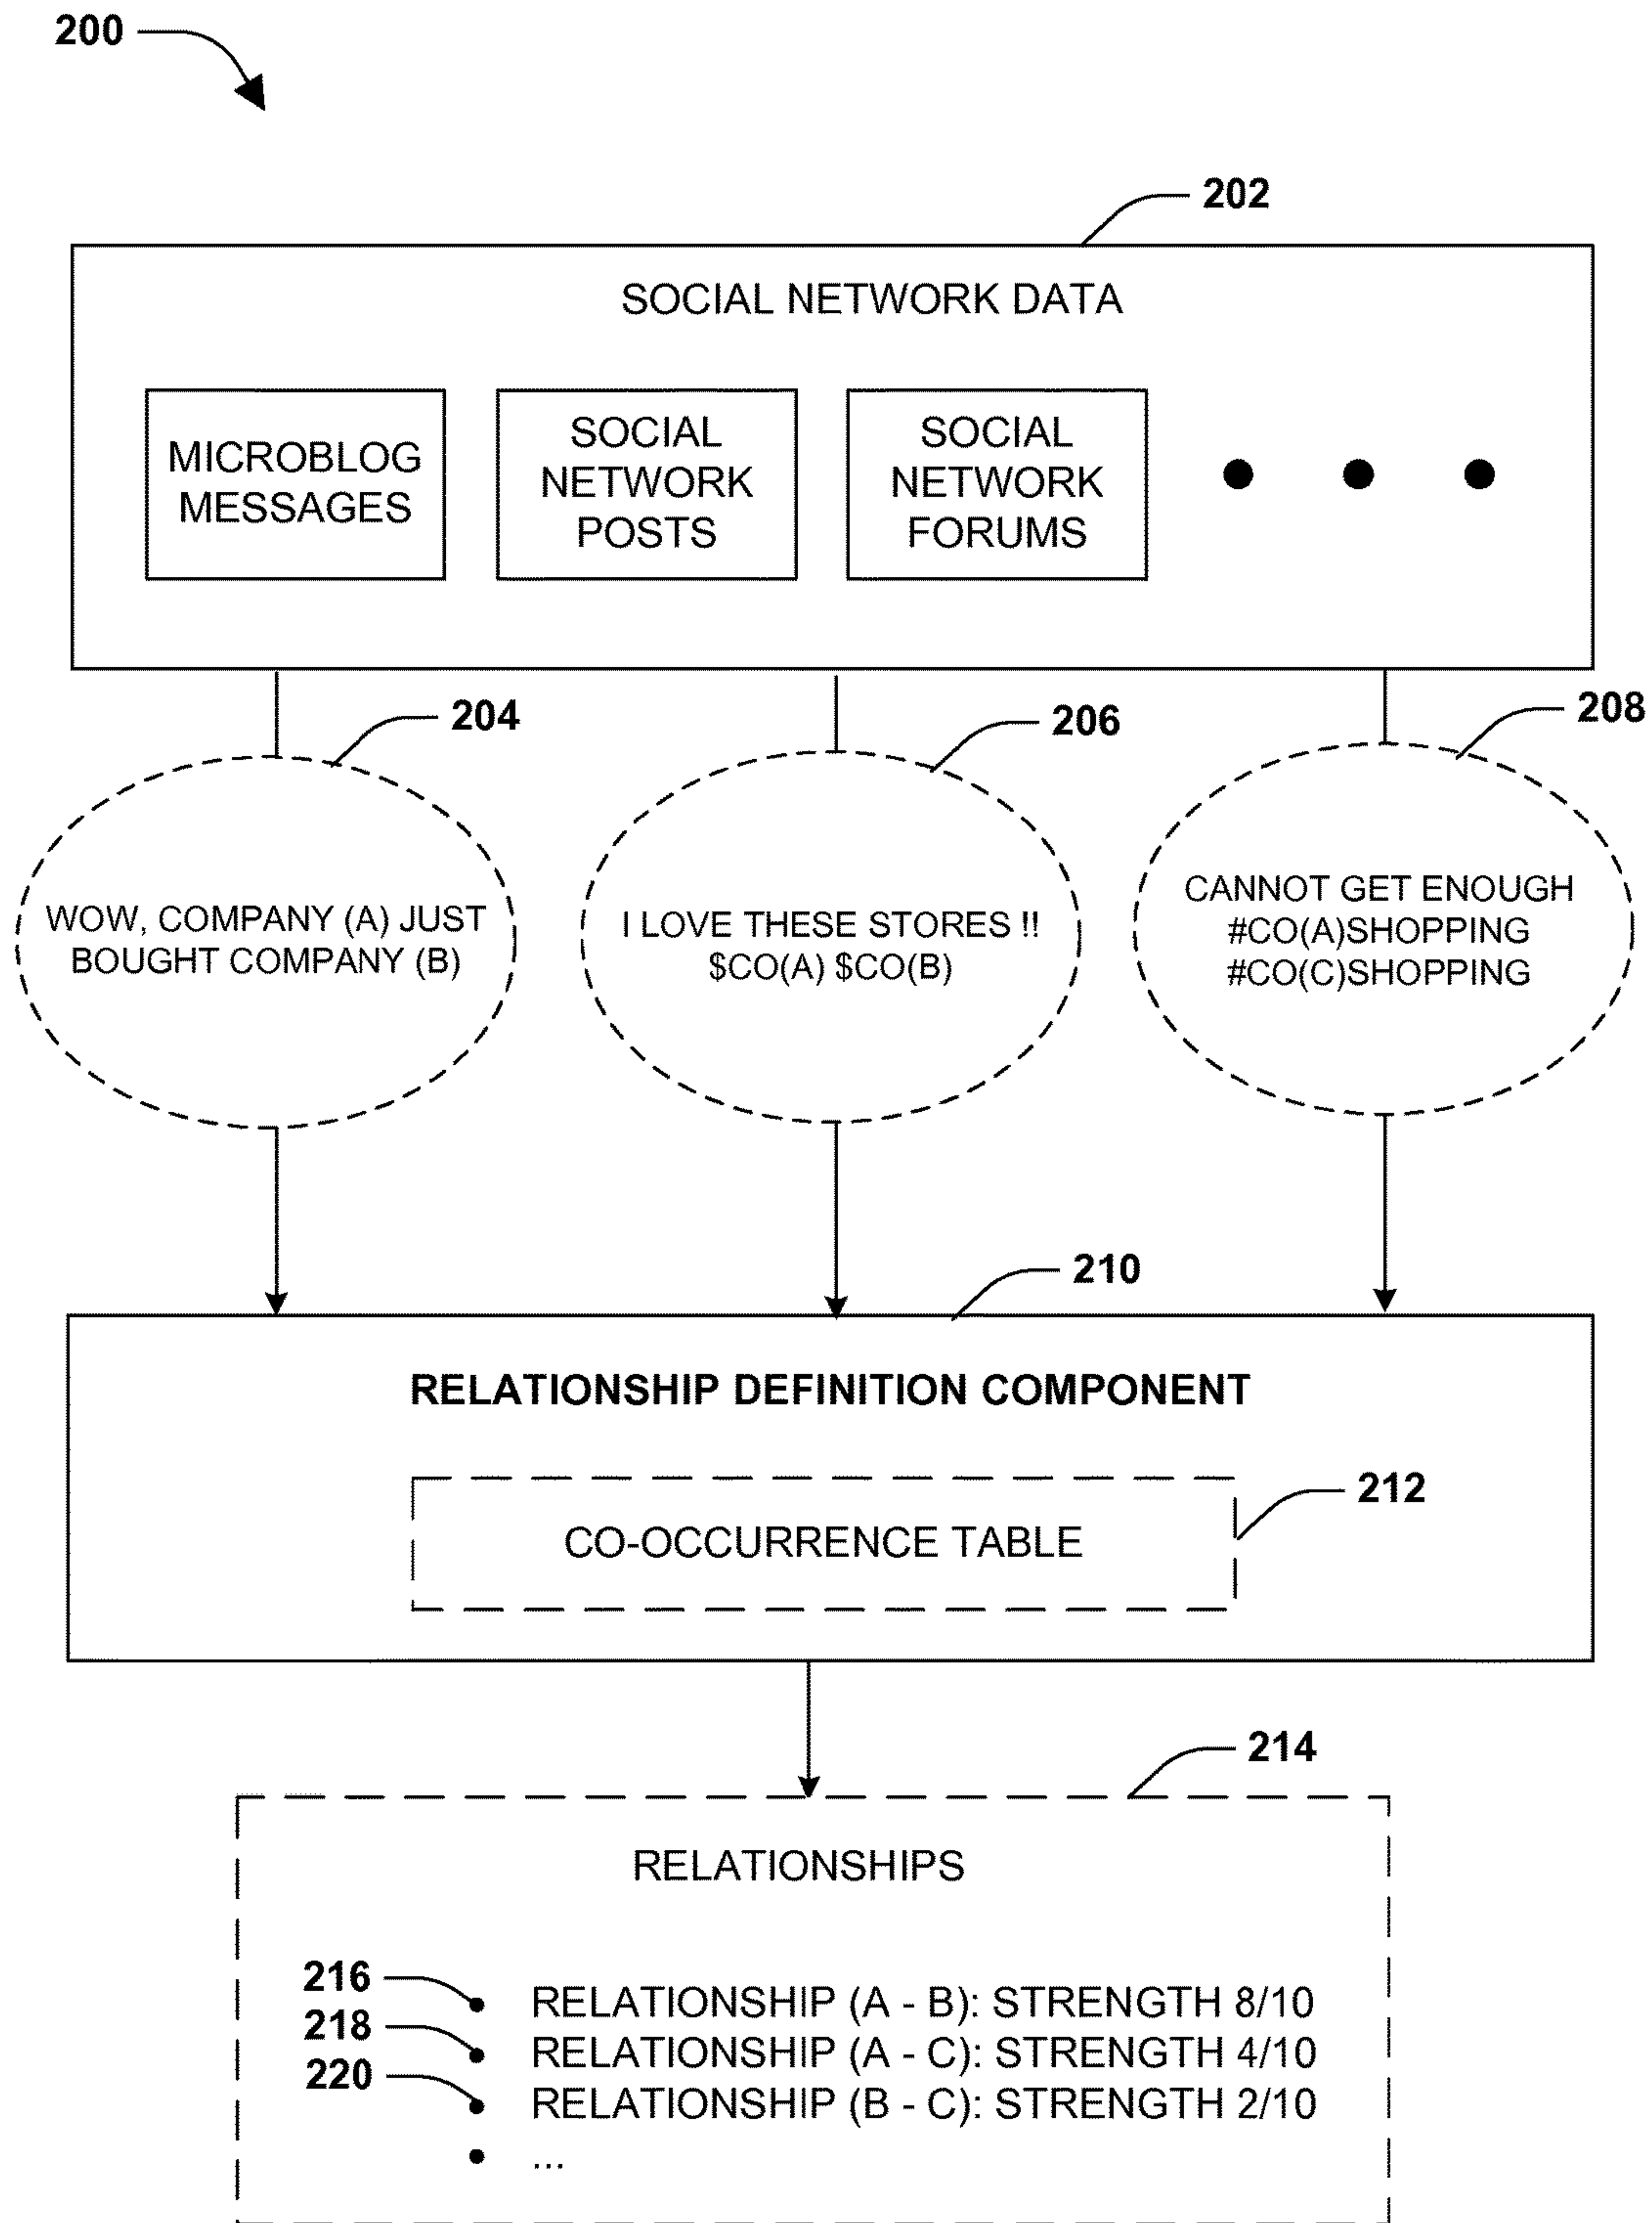 200
202
SOCIAL NETWORK DATA
MICROBLOG
MESSAGES
SOCIAL
NETWORK
POSTS
SOCIAL
NETWORK
FORUMS
204
206
208
WOW, COMPANY (A) JUST
BOUGHT COMPANY (B)
I LOVE THESE STORES !!
$CO(A) $CO(B)
CANNOT GET ENOUGH
#CO(A)SHOPPING
#CO(C)SHOPPING
210
RELATIONSHIP DEFINITION COMPONENT
212
CO-OCCURRENCE TABLE
214
RELATIONSHIPS
216
• RELATIONSHIP (A - B): STRENGTH 8/10
218
• RELATIONSHIP (A - C): STRENGTH 4/10
220
• RELATIONSHIP (B - C): STRENGTH 2/10
• ...